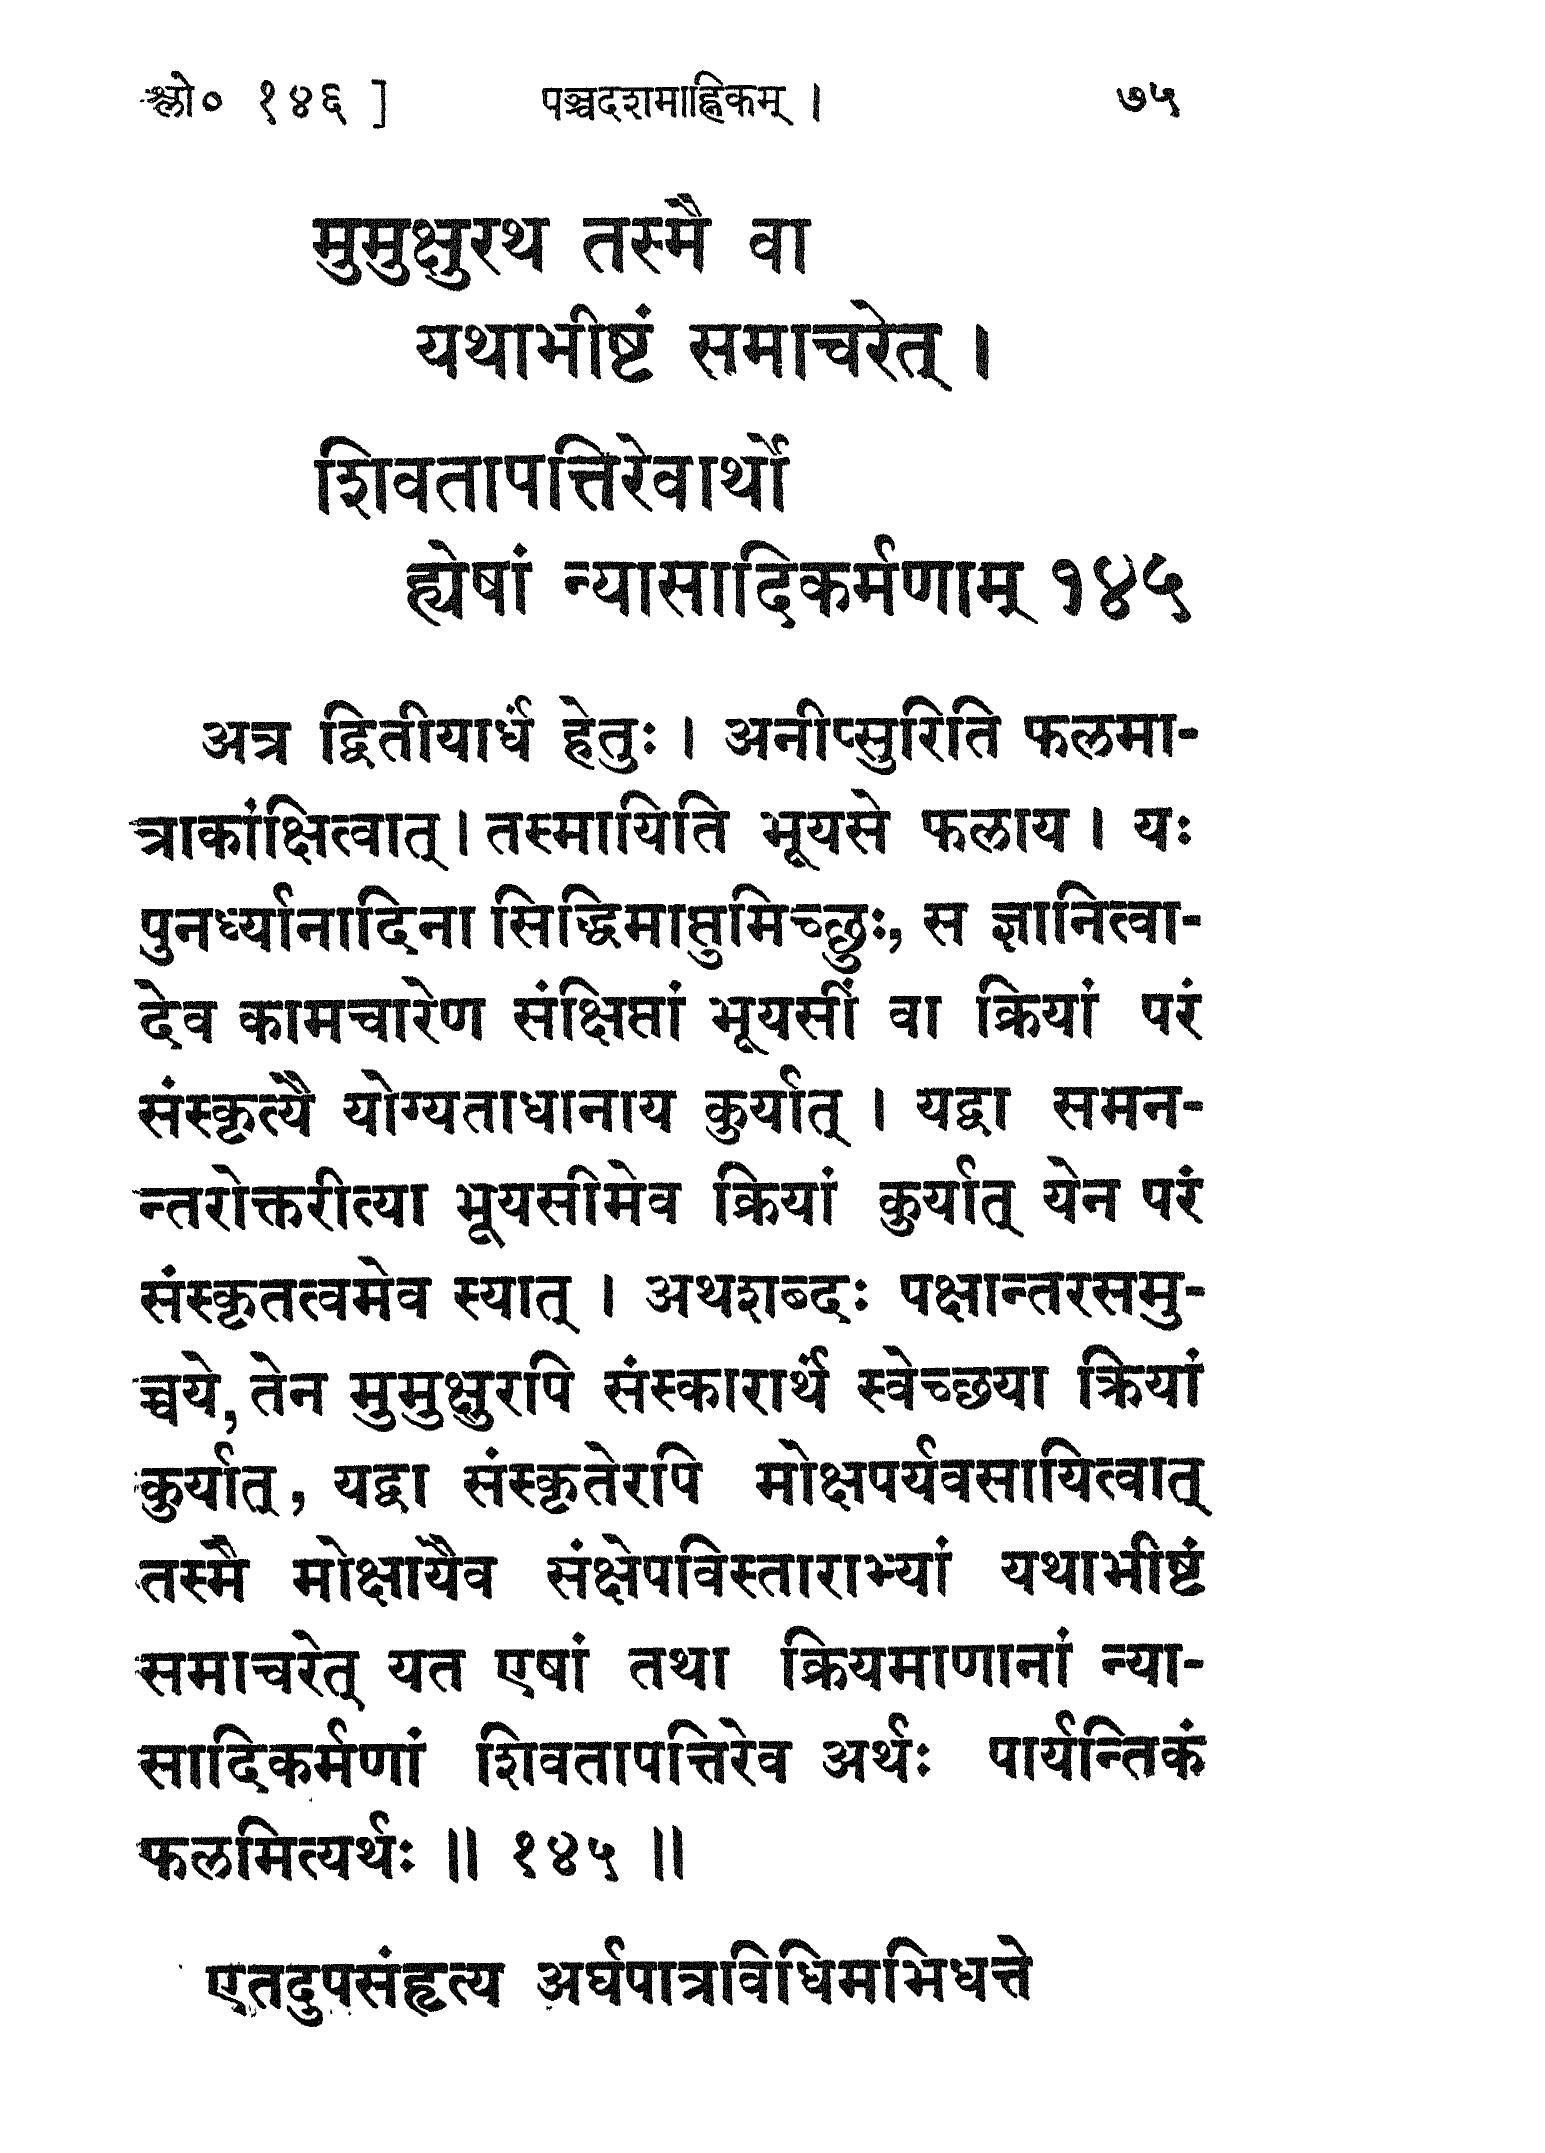 श्लो० १४६ ] पञ्चदशमाह्निकम् । ७५
मुमुक्षुरथ तस्मै वा
यथाभीष्टं समाचरेत् ।
शिवतापत्तिरेवार्थो
ह्येषां न्यासादिकर्मणाम् १४५
अत्र द्वितीयार्धं हेतुः । अनीप्सुरिति फलमा-
त्राकांक्षित्वात् । तस्मायिति भूयसे फलाय । यः
पुनर्ध्यानादिना सिद्धिमाप्तुमिच्छुः, स ज्ञानित्वा-
देव कामचारेण संक्षिप्तां भूयसीं वा क्रियां परं
संस्कृत्यै योग्यताधानाय कुर्यात् । यद्वा समन-
न्तरोक्तरीत्या भूयसीमेव क्रियां कुर्यात् येन परं
संस्कृतत्वमेव स्यात् । अथशब्दः पक्षान्तरसमु-
च्चये, तेन मुमुक्षुरपि संस्कारार्थं स्वेच्छया क्रियां
कुर्यात्, यद्वा संस्कृतेरपि मोक्षपर्यवसायित्वात्
तस्मै मोक्षायैव संक्षेपविस्ताराभ्यां यथाभीष्टं
समाचरेत् यत एषां तथा क्रियमाणानां न्या-
सादिकर्मणां शिवतापत्तिरेव अर्थः पार्यन्तिकं
फलमित्यर्थः ॥ १४५ ॥
एतदुपसंहृत्य अर्घपात्रविधिमभिधत्ते